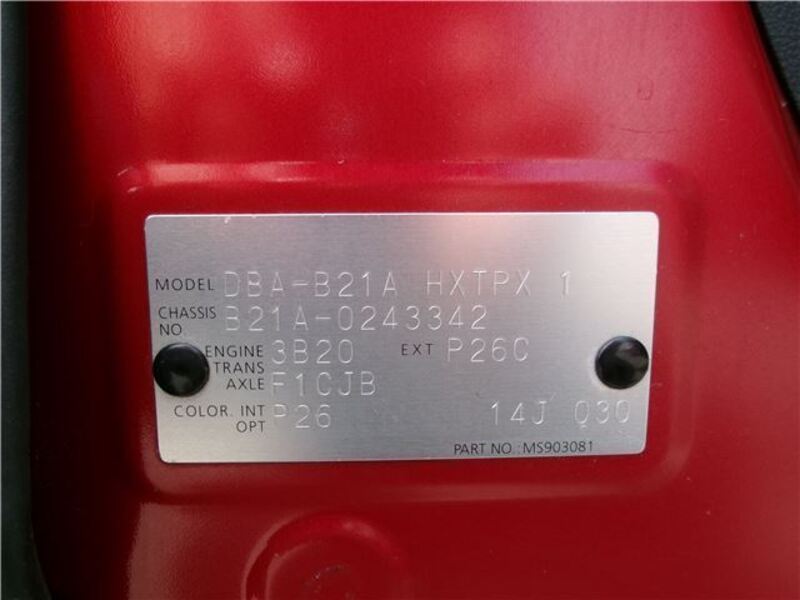 MODEL DBA-B21A HXTPX 1
CHASSIS NO. B21A-0243342
ENGINE 3B20 EXT P26C
TRANS AXLE F1CJB
COLOR. INT OPT P26 14J 030
PART NO.:MS903081